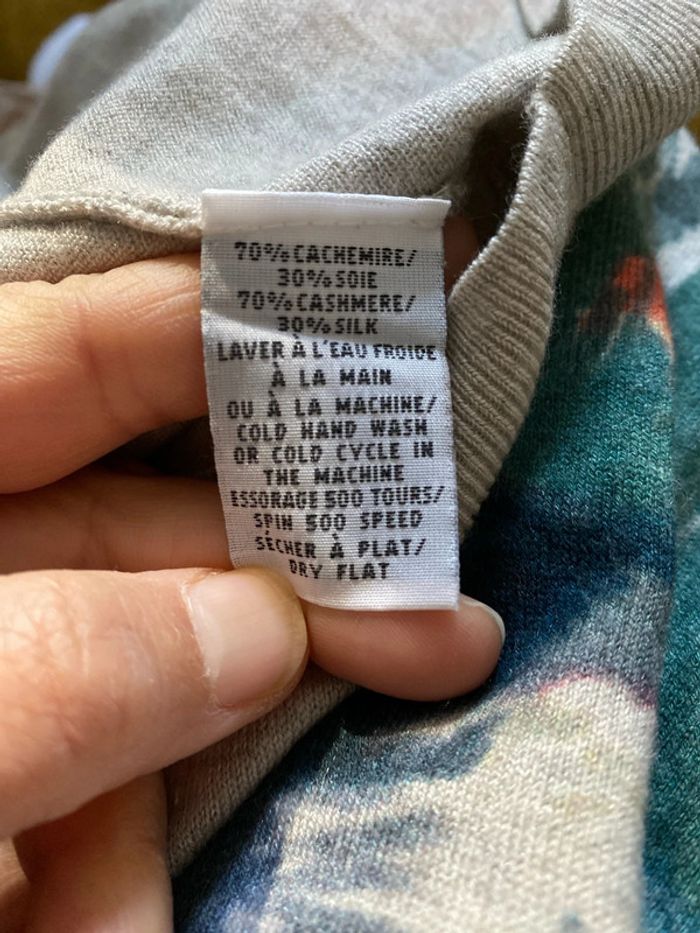 70% CACHEMIRE/
30% SOIE
70% CASHMERE/
30% SILK
LAVER À L'EAU FROIDE
À LA MAIN
OU À LA MACHINE/
COLD HAND WASH
OR COLD CYCLE IN
THE MACHINE
ESSORAGE 500 TOURS/
SPIN 500 SPEED
SÉCHER À PLAT/
DRY FLAT